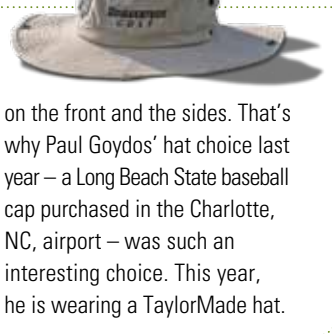 GOLF
on the front and the sides. That’s
why Paul Goydos’ hat choice last
year – a Long Beach State baseball
cap purchased in the Charlotte,
NC, airport – was such an
interesting choice. This year,
he is wearing a TaylorMade hat.